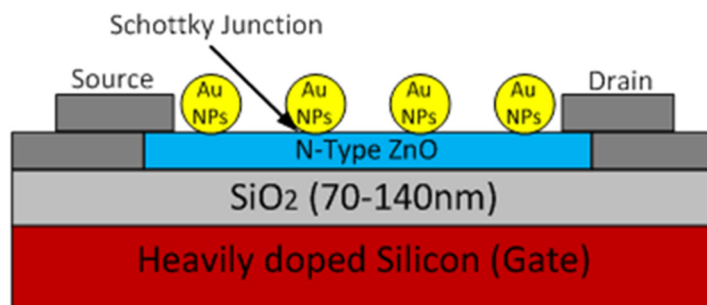 Schottky Junction
Source
Au
NPs
Au
NPs
Au
NPs
Au
NPs
Drain
N-Type ZnO
SiO₂ (70-140nm)
Heavily doped Silicon (Gate)